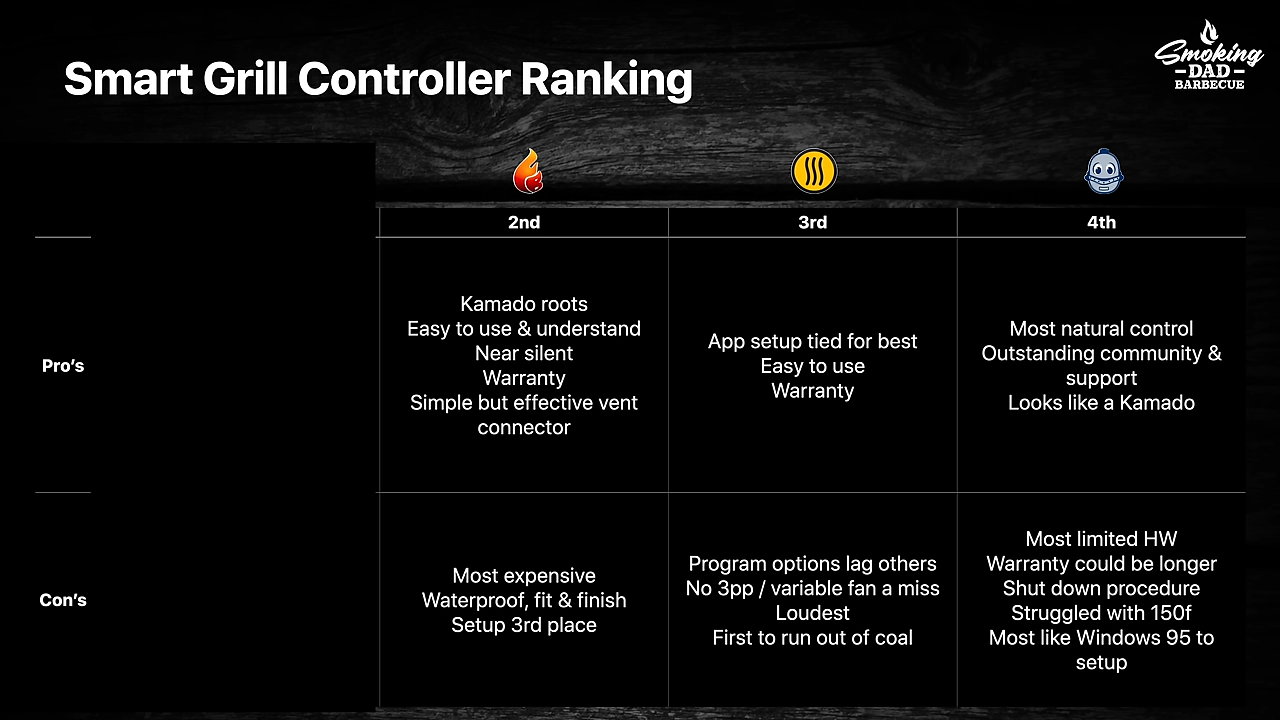 Smart Grill Controller Ranking
Smoking
DAD
BARBECUE
2nd
3rd
4th
Pro’s
Kamado roots
Easy to use & understand
Near silent
Warranty
Simple but effective vent
connector
App setup tied for best
Easy to use
Warranty
Most natural control
Outstanding community &
support
Looks like a Kamado
Con’s
Most expensive
Waterproof, fit & finish
Setup 3rd place
Program options lag others
No 3pp / variable fan a miss
Loudest
First to run out of coal
Most limited HW
Warranty could be longer
Shut down procedure
Struggled with 150f
Most like Windows 95 to
setup